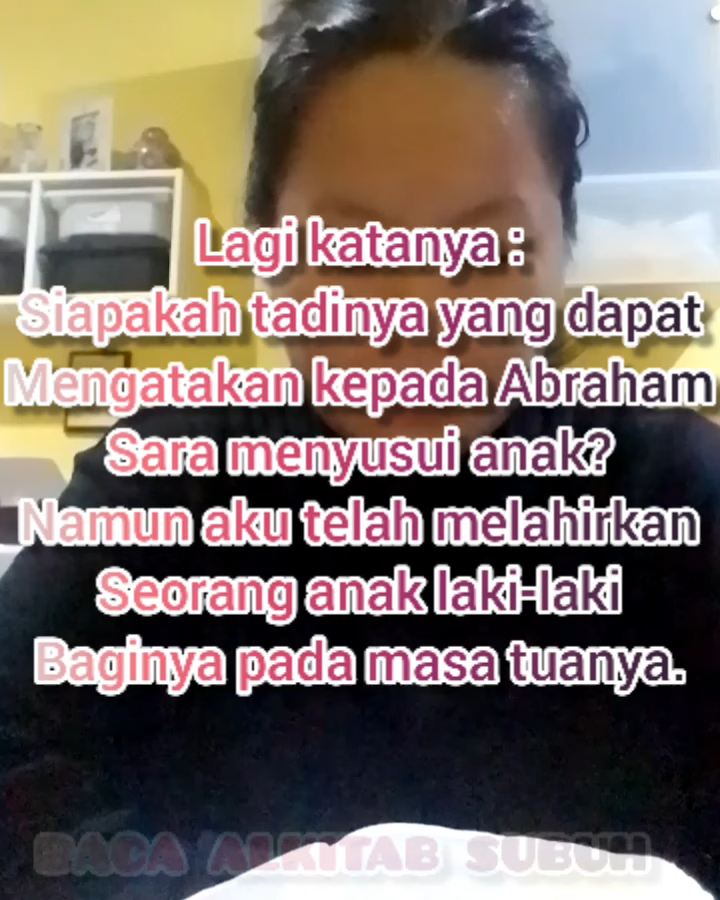 Lagi katanya :
Siapakah tadinya yang dapat
Mengatakan kepada Abraham
Sara menyusui anak?
Namun aku telah melahirkan
Seorang anak laki-laki
Baginya pada masa tuanya.
BACA ALKITAB SUBUH